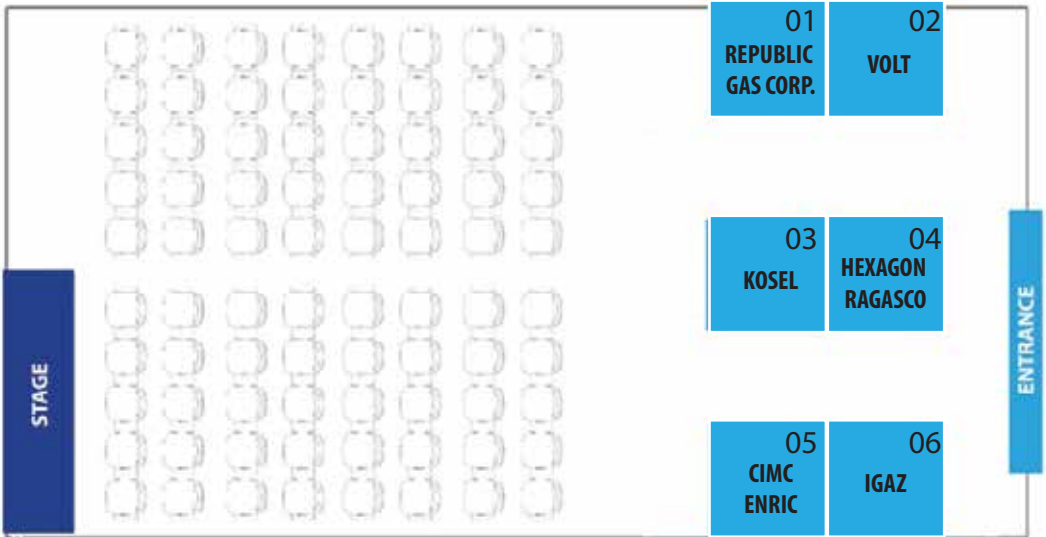 01
REPUBLIC
GAS CORP.
02
VOLT
03
KOSEL
04
HEXAGON
RAGASCO
05
CIMC
ENRIC
06
IGAZ
STAGE
ENTRANCE